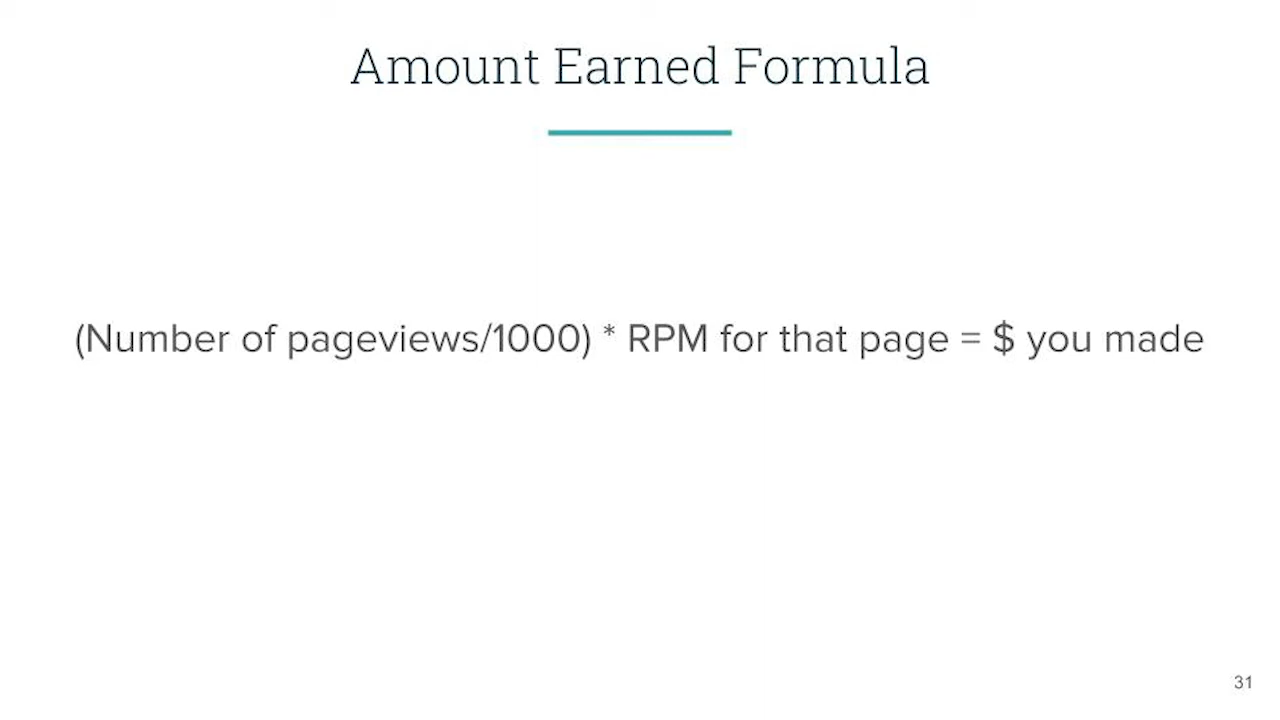 Amount Earned Formula
(Number of pageviews/1000) * RPM for that page = $ you made
31